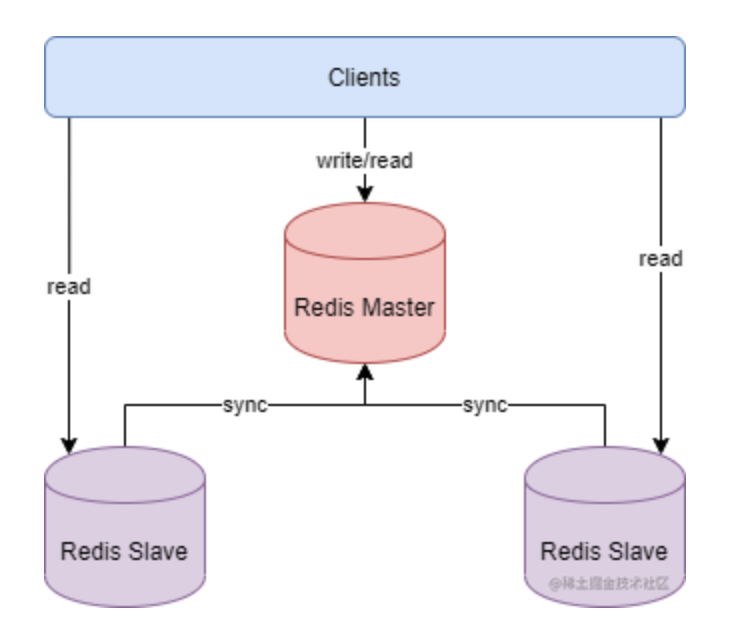 Clients
write/read
read
read
Redis Master
sync
sync
Redis Slave
Redis Slave
@稀土掘金技术社区